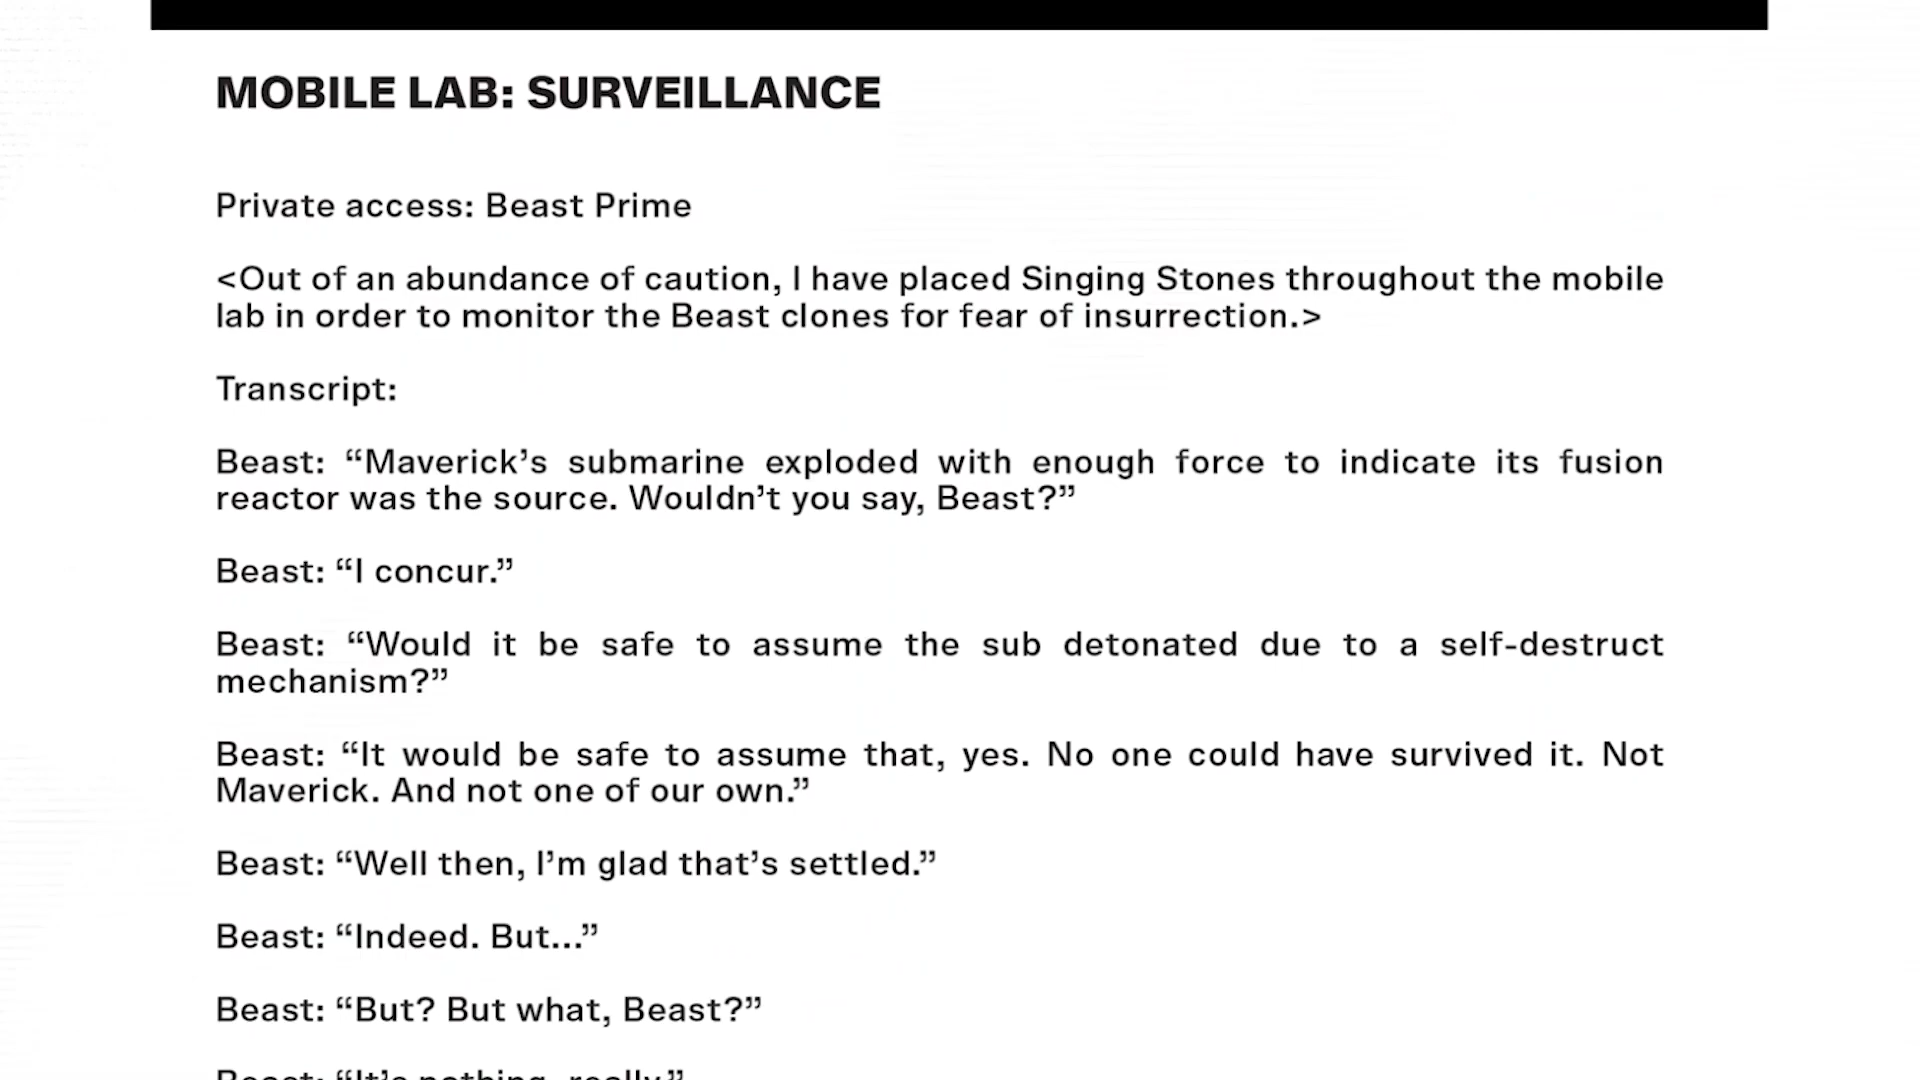 MOBILE LAB: SURVEILLANCE
Private access: Beast Prime
<Out of an abundance of caution, I have placed Singing Stones throughout the mobile
lab in order to monitor the Beast clones for fear of insurrection.>
Transcript:
Beast: “Maverick’s submarine exploded with enough force to indicate its fusion
reactor was the source. Wouldn’t you say, Beast?”
Beast: “I concur.”
Beast: “Would it be safe to assume the sub detonated due to a self-destruct
mechanism?”
Beast: “It would be safe to assume that, yes. No one could have survived it. Not
Maverick. And not one of our own.”
Beast: “Well then, I’m glad that’s settled.”
Beast: “Indeed. But...”
Beast: “But? But what, Beast?”
Beast: “It’s nothing, really.”